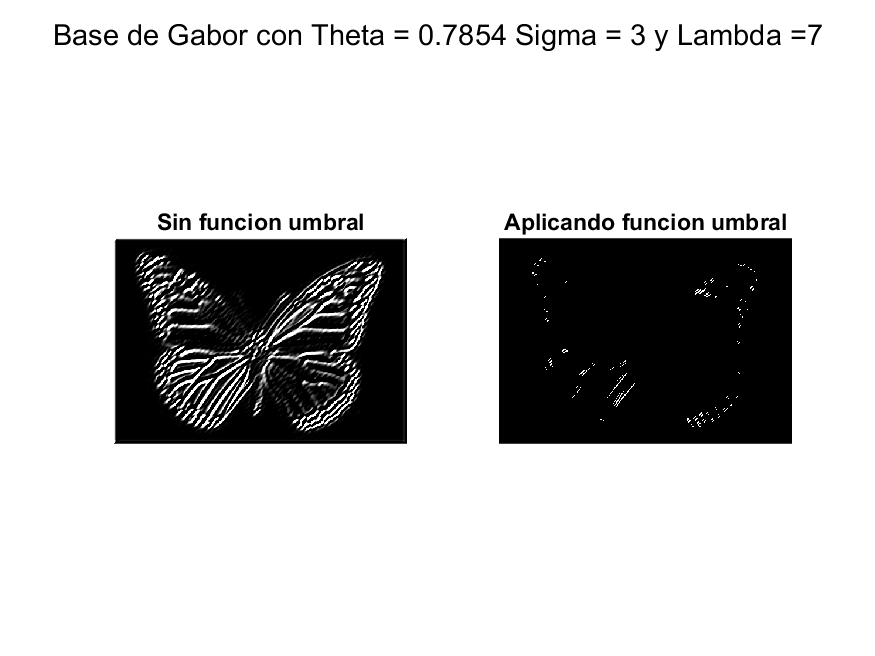 Base de Gabor con Theta = 0.7854 Sigma = 3 y Lambda =7
Sin funcion umbral
Aplicando funcion umbral